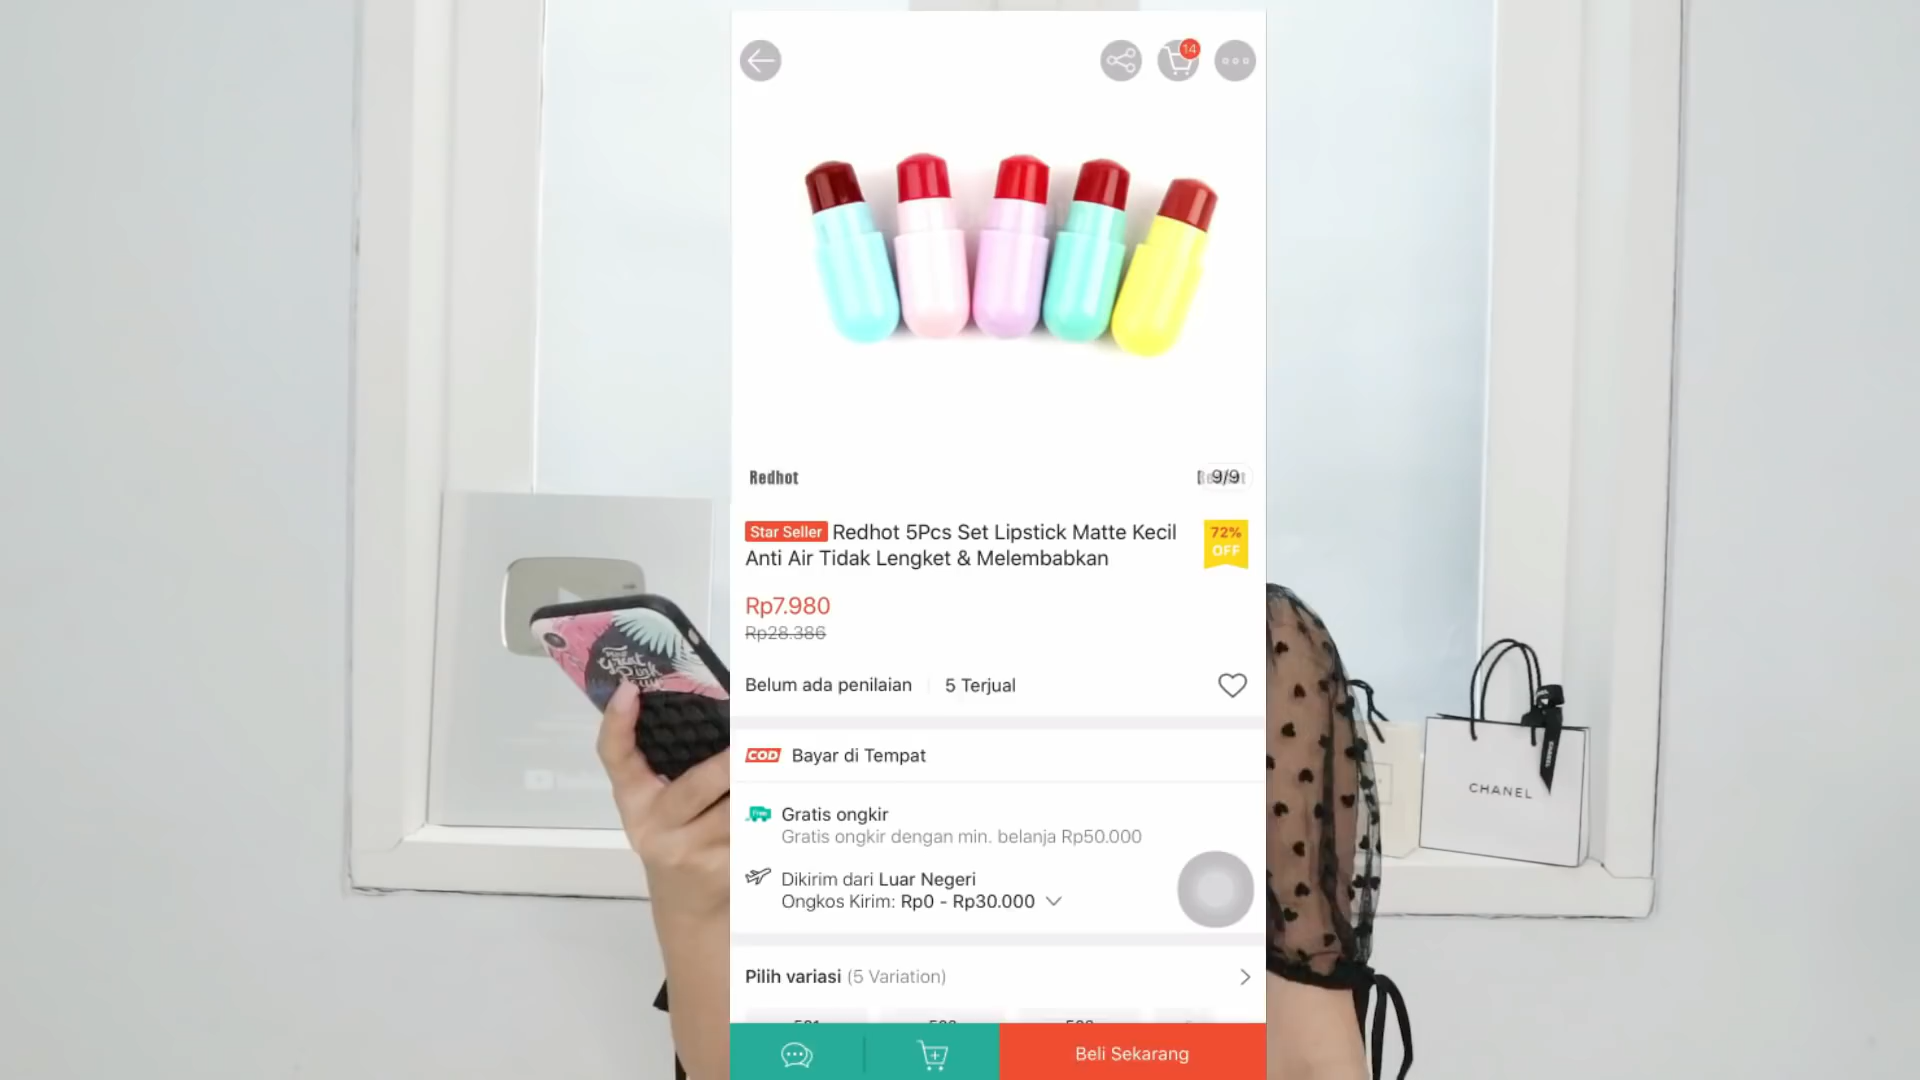 14
Redhot
9/9
Star Seller Redhot 5Pcs Set Lipstick Matte Kecil
Anti Air Tidak Lengket & Melembabkan
72%
OFF
Rp7.980
Rp28.386
Belum ada penilaian
5 Terjual
COD Bayar di Tempat
Gratis ongkir
Gratis ongkir dengan min. belanja Rp50.000
Dikirim dari Luar Negeri
Ongkos Kirim: Rp0 - Rp30.000
Pilih variasi (5 Variation)
Beli Sekarang
CHANEL